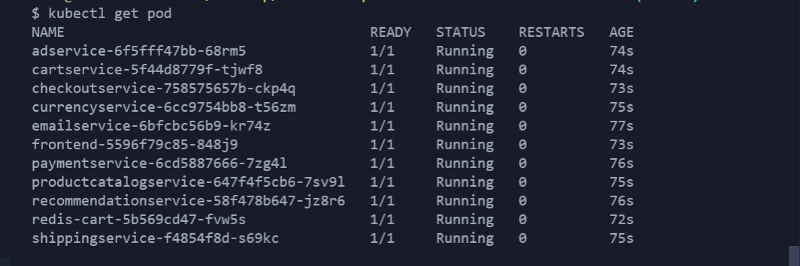 $ kubectl get pod
NAME READY STATUS RESTARTS AGE
adservice-6f5fff47bb-68rm5 1/1 Running 0 74s
cartservice-5f44d8779f-tjwf8 1/1 Running 0 74s
checkoutservice-758575657b-ckp4q 1/1 Running 0 73s
currencyservice-6cc9754bb8-t56zm 1/1 Running 0 75s
emailservice-6bfcbc56b9-kr74z 1/1 Running 0 77s
frontend-5596f79c85-848j9 1/1 Running 0 73s
paymentservice-6cd5887666-7zg4l 1/1 Running 0 76s
productcatalogservice-647f4f5cb6-7sv9l 1/1 Running 0 75s
recommendationservice-58f478b647-jz8r6 1/1 Running 0 76s
redis-cart-5b569cd47-fvw5s 1/1 Running 0 72s
shippingservice-f4854f8d-s69kc 1/1 Running 0 75s